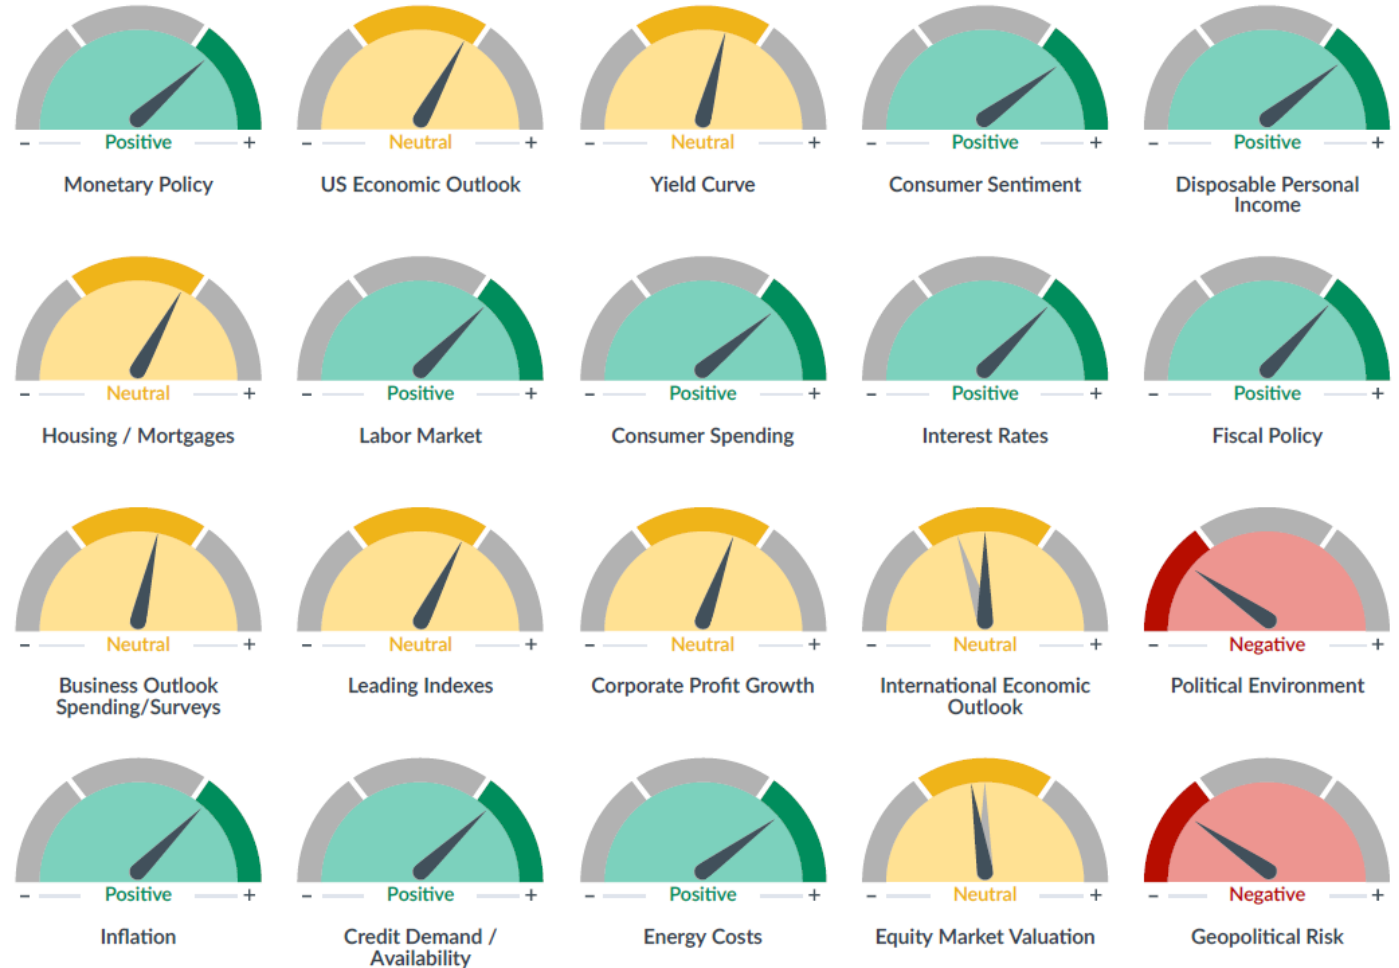 - Positive +
Monetary Policy
- Neutral +
US Economic Outlook
- Neutral +
Yield Curve
- Positive +
Consumer Sentiment
- Positive +
Disposable Personal
Income
- Neutral +
Housing / Mortgages
- Positive +
Labor Market
- Positive +
Consumer Spending
- Positive +
Interest Rates
- Positive +
Fiscal Policy
- Neutral +
Business Outlook
Spending/Surveys
- Neutral +
Leading Indexes
- Neutral +
Corporate Profit Growth
- Neutral +
International Economic
Outlook
- Negative +
Political Environment
- Positive +
Inflation
- Positive +
Credit Demand /
Availability
- Positive +
Energy Costs
- Neutral +
Equity Market Valuation
- Negative +
Geopolitical Risk